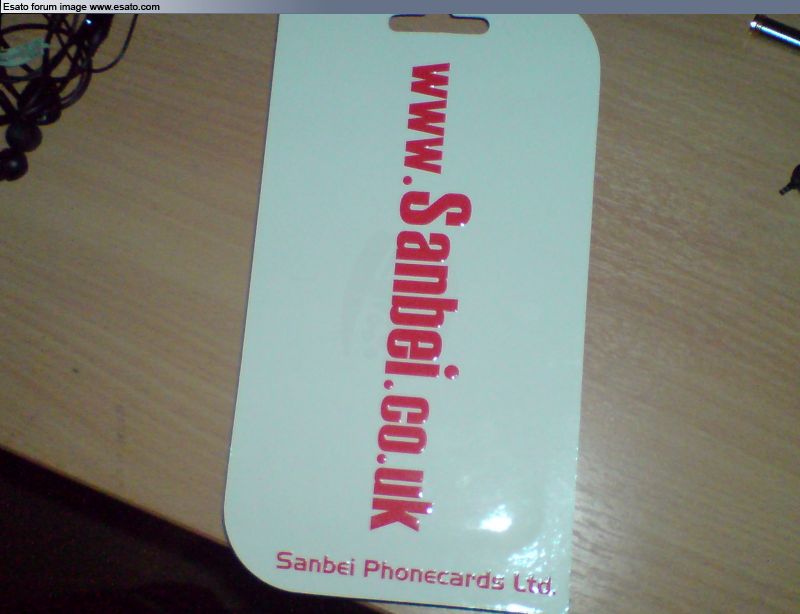 Esato forum image www.esato.com
www.Sanbei.co.uk
Sanbei Phonecards Ltd.